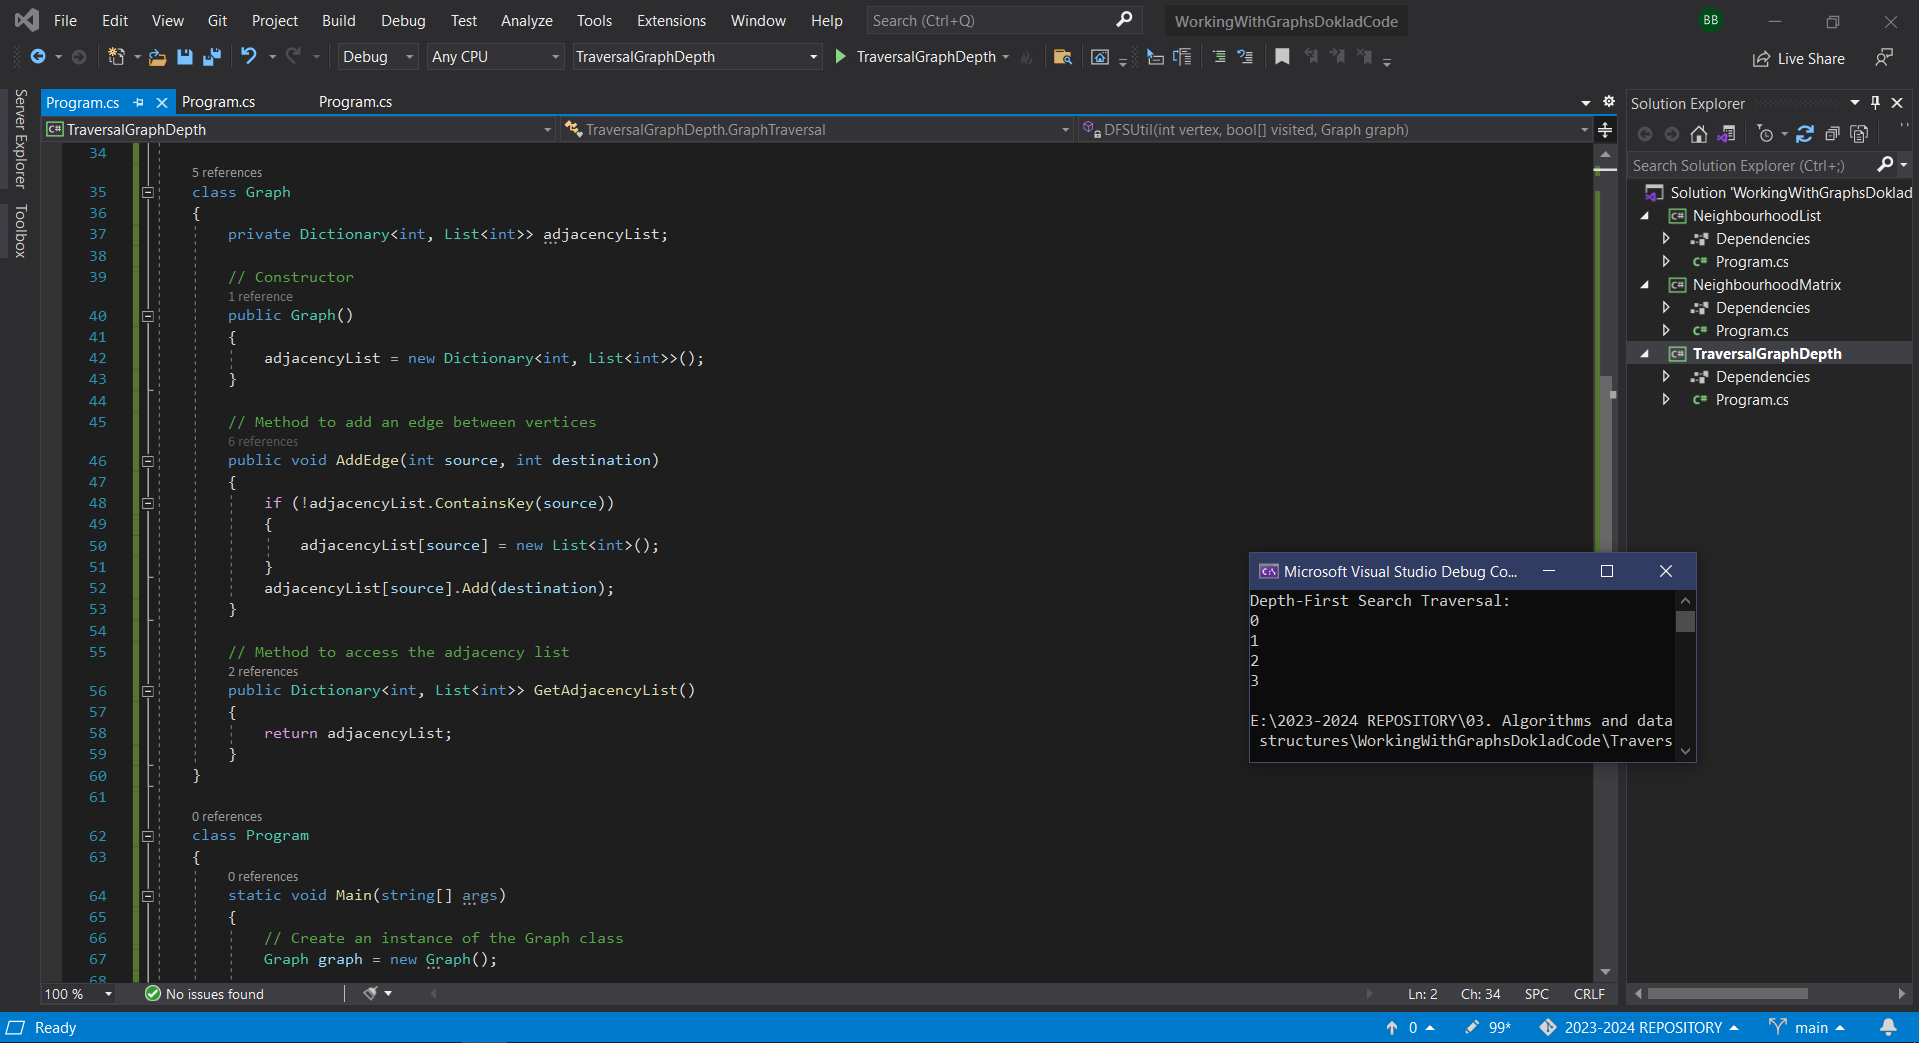 File Edit View Git Project Build Debug Test Analyze Tools Extensions Window Help Search (Ctrl+Q) WorkingWithGraphsDokladCode BB
Debug Any CPU TraversalGraphDepth TraversalGraphDepth Live Share
Server Explorer
Toolbox
Program.cs Program.cs Program.cs
TraversalGraphDepth TraversalGraphDepth.GraphTraversal DFSUtil(int vertex, bool[] visited, Graph graph)
34
5 references
35 class Graph
36 {
37 private Dictionary<int, List<int>> adjacencyList;
38
39 // Constructor
1 reference
40 public Graph()
41 {
42 adjacencyList = new Dictionary<int, List<int>>();
43 }
44
45 // Method to add an edge between vertices
6 references
46 public void AddEdge(int source, int destination)
47 {
48 if (!adjacencyList.ContainsKey(source))
49 {
50 adjacencyList[source] = new List<int>();
51 }
52 adjacencyList[source].Add(destination);
53 }
54
55 // Method to access the adjacency list
2 references
56 public Dictionary<int, List<int>> GetAdjacencyList()
57 {
58 return adjacencyList;
59 }
60 }
61
0 references
62 class Program
63 {
0 references
64 static void Main(string[] args)
65 {
66 // Create an instance of the Graph class
67 Graph graph = new Graph();
68
Microsoft Visual Studio Debug Co...
Depth-First Search Traversal:
0
1
2
3
E:\2023-2024 REPOSITORY\03. Algorithms and data
structures\WorkingWithGraphsDokladCode\Travers
Solution Explorer
Search Solution Explorer (Ctrl+;)
Solution 'WorkingWithGraphsDoklad
C# NeighbourhoodList
Dependencies
C# Program.cs
C# NeighbourhoodMatrix
Dependencies
C# Program.cs
C# TraversalGraphDepth
Dependencies
C# Program.cs
100 % No issues found Ln: 2 Ch: 34 SPC CRLF
Ready 0 99* 2023-2024 REPOSITORY main